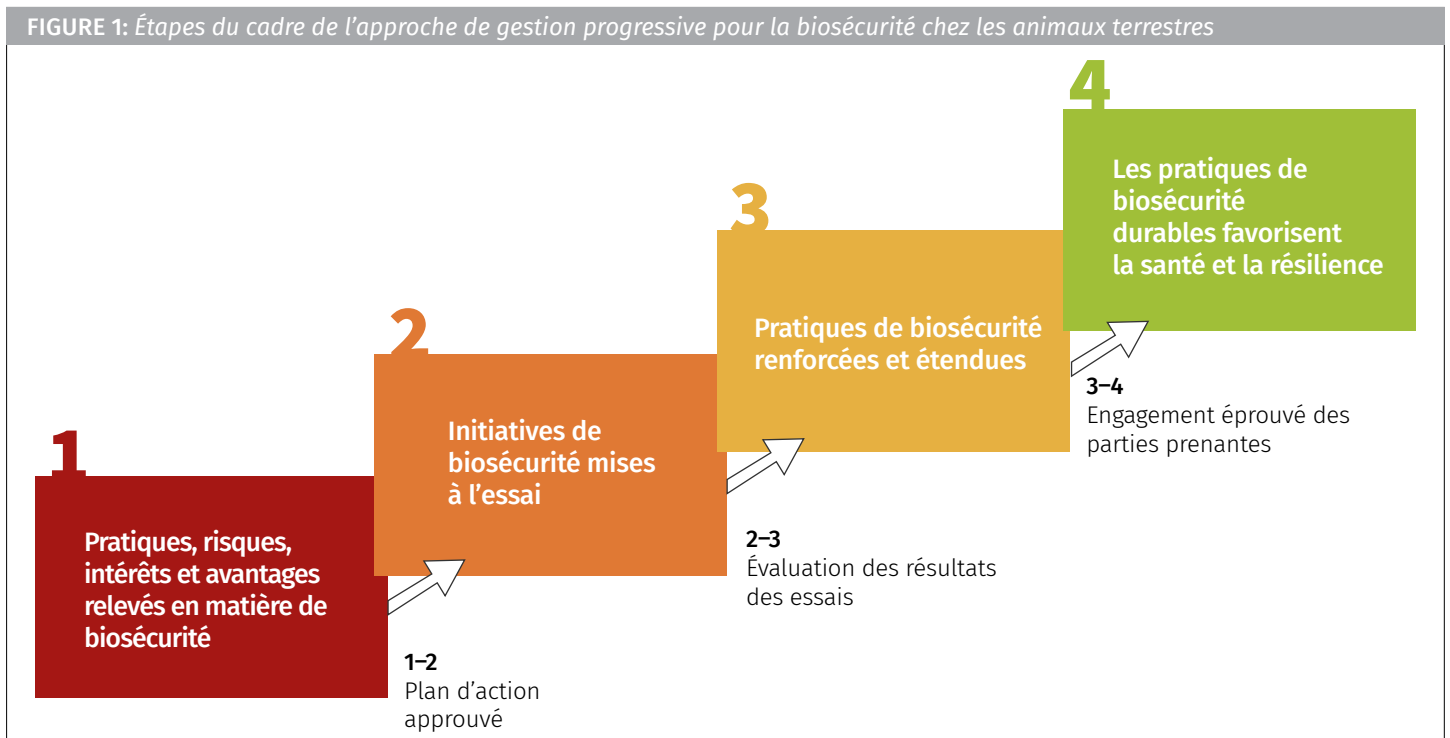 FIGURE 1: Étapes du cadre de l’approche de gestion progressive pour la biosécurité chez les animaux terrestres
1
Pratiques, risques,
intérêts et avantages
relevés en matière de
biosécurité
1–2
Plan d’action
approuvé
2
Initiatives de
biosécurité mises
à l’essai
2–3
Évaluation des résultats
des essais
3
Pratiques de biosécurité
renforcées et étendues
3–4
Engagement éprouvé des
parties prenantes
4
Les pratiques de
biosécurité
durables favorisent
la santé et la résilience